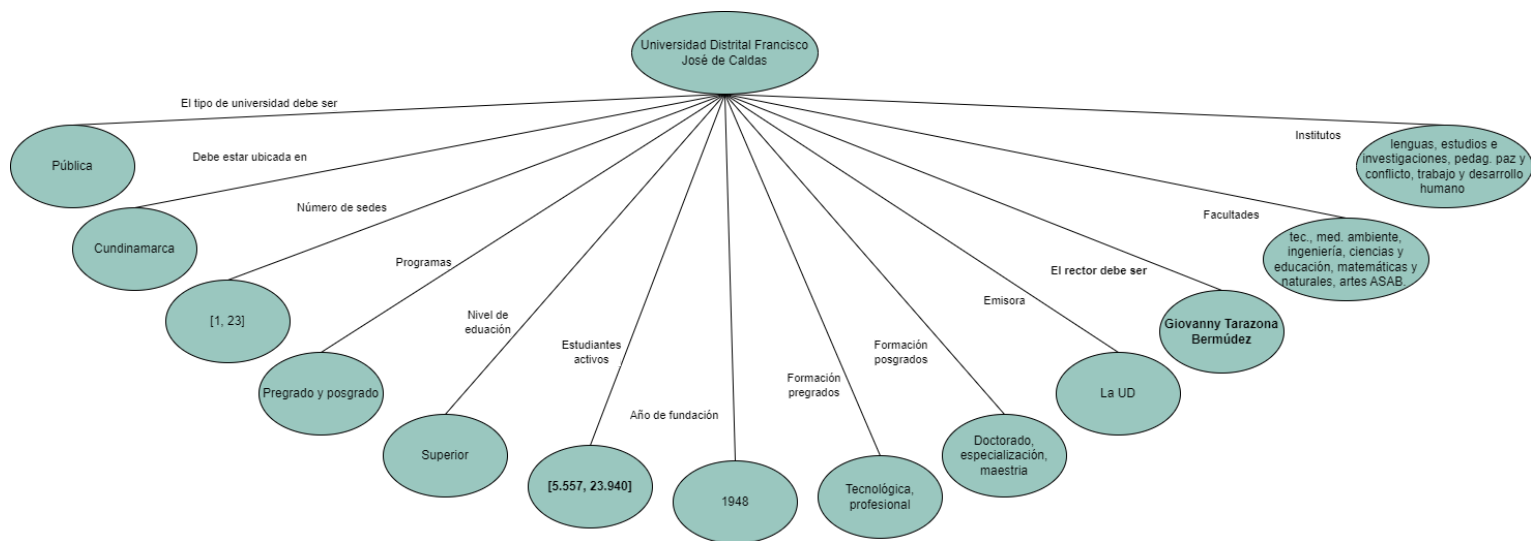 Universidad Distrital Francisco
José de Caldas
El tipo de universidad debe ser
Pública
Debe estar ubicada en
Cundinamarca
Número de sedes
[1, 23]
Programas
Pregrado y posgrado
Nivel de
eduación
Superior
Estudiantes
activos
[5.557, 23.940]
Año de fundación
1948
Formación
pregrados
Tecnológica,
profesional
Formación
posgrados
Doctorado,
especialización,
maestria
Emisora
La UD
El rector debe ser
Giovanny Tarazona
Bermúdez
Facultades
tec., med. ambiente,
ingeniería, ciencias y
educación, matemáticas y
naturales, artes ASAB.
Institutos
lenguas, estudios e
investigaciones, pedag. paz y
conflicto, trabajo y desarrollo
humano